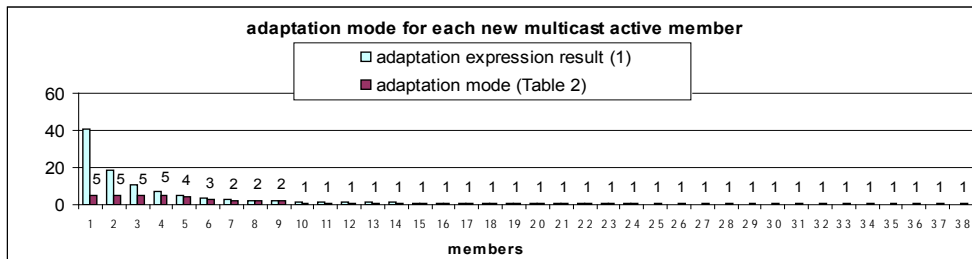 adaptation mode for each new multicast active member
adaptation expression result (1)
adaptation mode (Table 2)
60
40
20
0
5 5 5 5 4 3 2 2 2 1 1 1 1 1 1 1 1 1 1 1 1 1 1 1 1 1 1 1 1 1 1 1 1 1 1 1 1 1
1 2 3 4 5 6 7 8 9 10 11 12 13 14 15 16 17 18 19 20 21 22 23 24 25 26 27 28 29 30 31 32 33 34 35 36 37 38
members